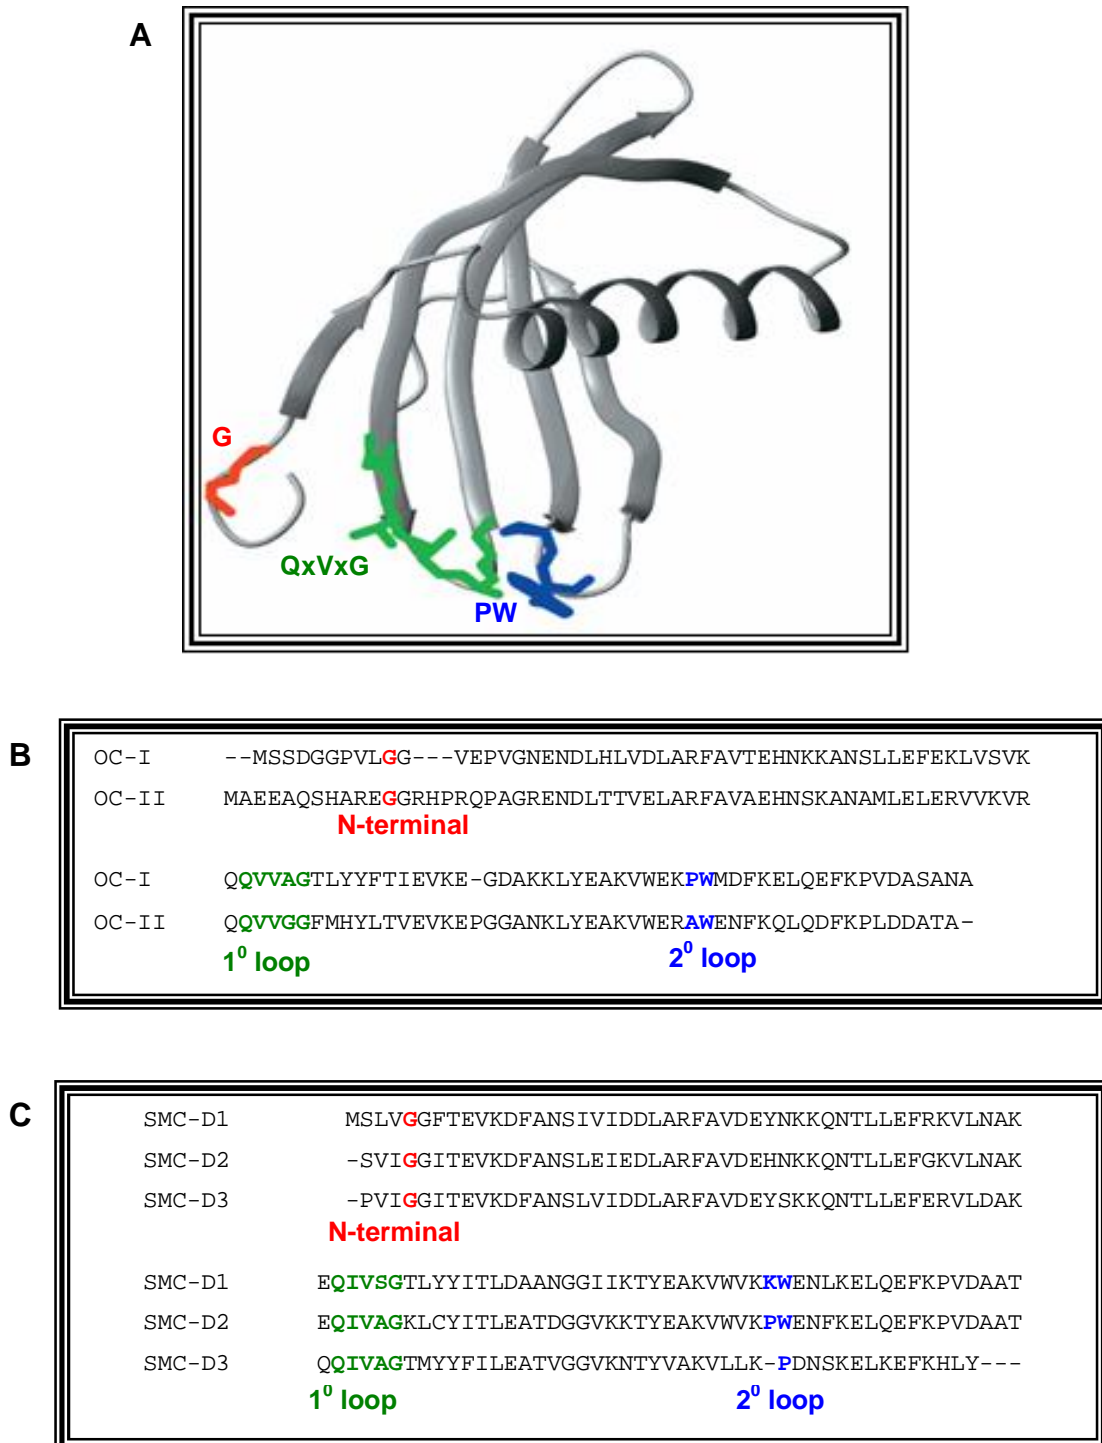 A
G
QxVxG
PW
B
OC-I --MSSDGGPVLGG---VEPVGNENDLHLVDLARFAVTEHNKKANSLLEFEKLVSVK
OC-II MAEEAQSHAREGGRHPRQPAGRENDLTTVELARFAVAEHNSKANAMLELERVVKVR
N-terminal
OC-I QQVVAGTLYYFTIEVKE-GDAKKLYEAKVWEKPWMDFKELQEFKPVDASANA
OC-II QQVVGGFMHYLTVEVKEPGGANKLYEAKVWERAWENFKQLQDFKPLDDATA-
1⁰ loop 2⁰ loop
C
SMC-D1 MSLVGGFTEVKDFANSIVIDDLARFAVDEYNKKQNTLLEFRKVLNAK
SMC-D2 -SVIGGITEVKDFANSLEIEDLARFAVDEHNKKQNTLLEFGKVLNAK
SMC-D3 -PVIGGITEVKDFANSLVIDDLARFAVDEYSKKQNTLLEFERVLDAK
N-terminal
SMC-D1 EQIVSGTLYYITLDAANGGIIKTYEAKVWVKKWENLKELQEFKPVDAAT
SMC-D2 EQIVAGKLCYITLEATDGGVKKTYEAKVWVKPWENFKELQEFKPVDAAT
SMC-D3 QQIVAGTMYYFILEATVGGVKNTYVAKVLLK-PDNSKELKEFKHLY---
1⁰ loop 2⁰ loop